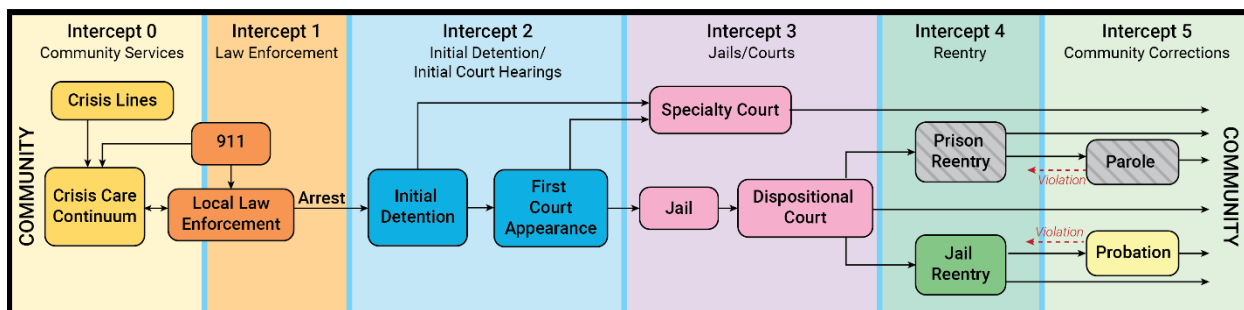 Intercept 0
Community Services
Intercept 1
Law Enforcement
Intercept 2
Initial Detention/
Initial Court Hearings
Intercept 3
Jails/Courts
Intercept 4
Reentry
Intercept 5
Community Corrections
COMMUNITY
Crisis Lines
911
Crisis Care
Continuum
Local Law
Enforcement
Arrest
Initial
Detention
First
Court
Appearance
Specialty Court
Jail
Dispositional
Court
Prison
Reentry
Violation
Parole
Jail
Reentry
Violation
Probation
COMMUNITY